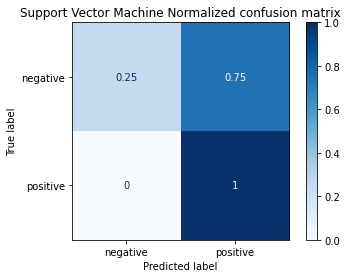 Support Vector Machine Normalized confusion matrix
1.0
negative
0.25
0.75
0.8
0.6
True label
0.4
positive
0
1
0.2
0.0
negative
positive
Predicted label